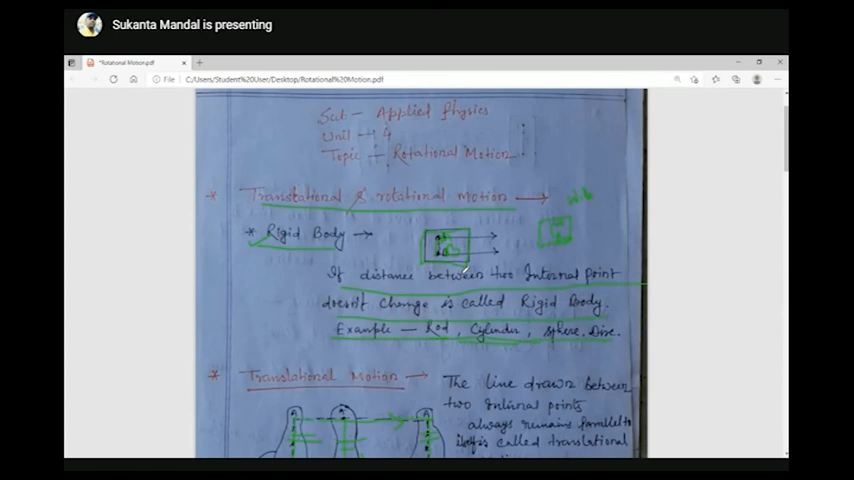 Sukanta Mandal is presenting
*Rotational Motion.pdf
File | C:/Users/Student%20User/Desktop/Rotational%20Motion.pdf
Sub - Applied Physics
Unit → 4
Topic - Rotational Motion
* Translational & rotational Motion →
* Rigid Body →
If distance between two Internal point
doesn't change is called Rigid Body.
Example - Rod, Cylinder, Sphere. Disc.
* Translational Motion → The line drawn between
two Internal points
always remains parallel to
itself is called translational
A A